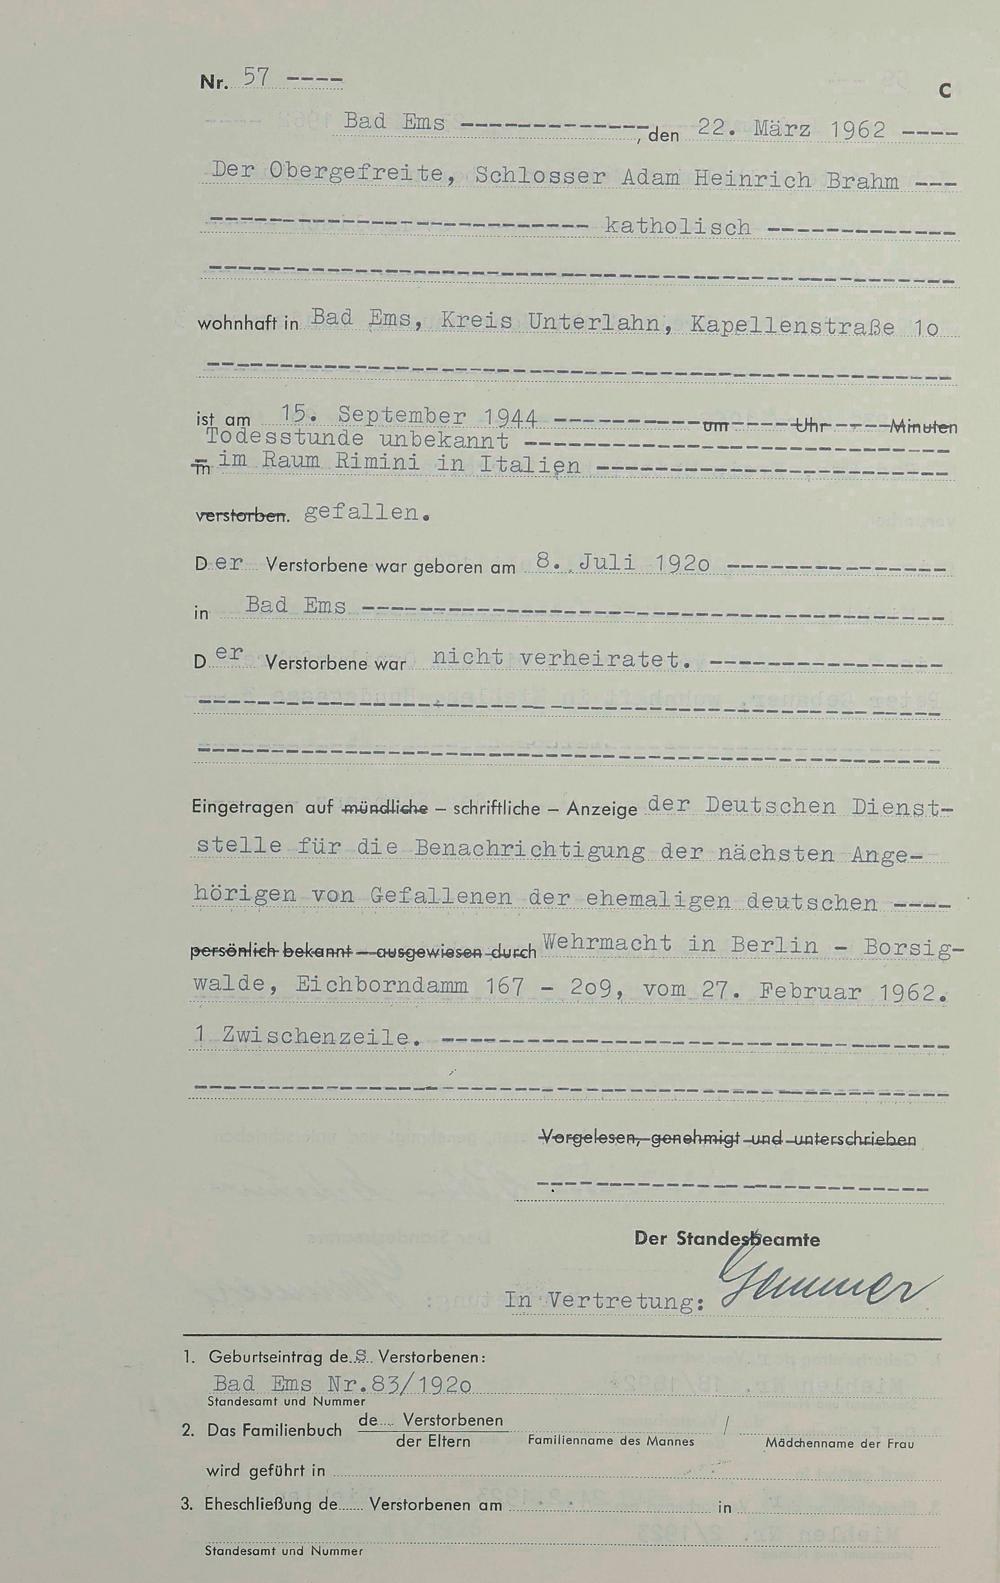 Nr. 57 ----
C
Bad Ems -------------, den 22. März 1962 ----
Der Obergefreite, Schlosser Adam Heinrich Brahm ---
-------------------------- katholisch -------------
---------------------------------------------------
wohnhaft in Bad Ems, Kreis Unterlahn, Kapellenstraße 1o
---------------------------------------------------
ist am 15. September 1944 ---------- um ---- Uhr ---- Minuten
Todesstunde unbekannt -----------------------------
in im Raum Rimini in Italien ------------------------
verstorben. gefallen.
Der Verstorbene war geboren am 8. Juli 192o ---------------
in Bad Ems ----------------------------------------
Der Verstorbene war nicht verheiratet. ----------------
---------------------------------------------------
---------------------------------------------------
Eingetragen auf mündliche – schriftliche – Anzeige der Deutschen Dienst-
stelle für die Benachrichtigung der nächsten Ange-
hörigen von Gefallenen der ehemaligen deutschen ----
persönlich bekannt – ausgewiesen durch Wehrmacht in Berlin - Borsig-
walde, Eichborndamm 167 - 2o9, vom 27. Februar 1962.
1 Zwischenzeile. -----------------------------------
---------------------------------------------------
Vorgelesen, genehmigt und unterschrieben
---------------------------
Der Standesbeamte
In Vertretung: Gemmer
1. Geburtseintrag des Verstorbenen:
Bad Ems Nr.83/192o
Standesamt und Nummer
2. Das Familienbuch de.... Verstorbenen /
der Eltern Familienname des Mannes Mädchenname der Frau
wird geführt in
3. Eheschließung de...... Verstorbenen am in
Standesamt und Nummer